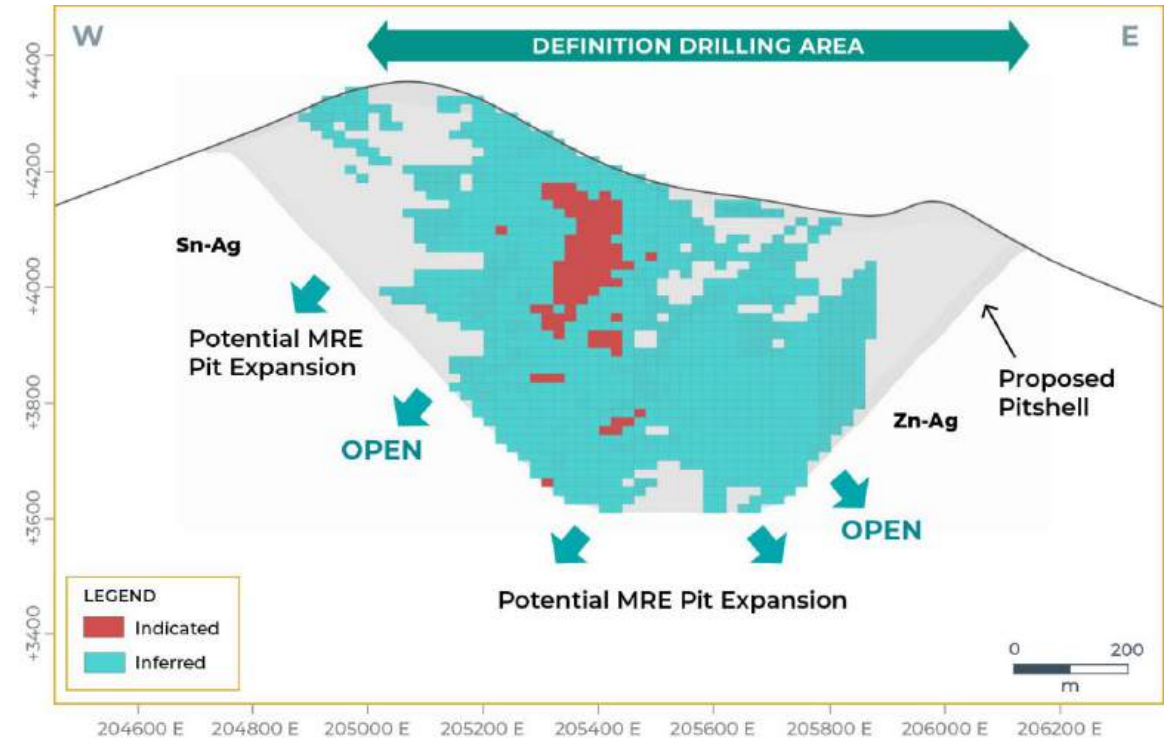 W
DEFINITION DRILLING AREA
E
+4400
+4200
+4000
+3800
+3600
+3400
Sn-Ag
Potential MRE
Pit Expansion
OPEN
Proposed
Pitshell
Zn-Ag
OPEN
Potential MRE Pit Expansion
LEGEND
Indicated
Inferred
0 200
m
204600 E 204800 E 205000 E 205200 E 205400 E 205600 E 205800 E 206000 E 206200 E